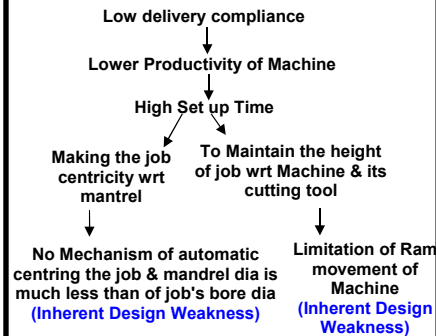 Low delivery compliance
Lower Productivity of Machine
High Set up Time
Making the job
centricity wrt
mantrel
To Maintain the height
of job wrt Machine & its
cutting tool
No Mechanism of automatic
centring the job & mandrel dia is
much less than of job's bore dia
(Inherent Design Weakness)
Limitation of Ram
movement of
Machine
(Inherent Design
Weakness)